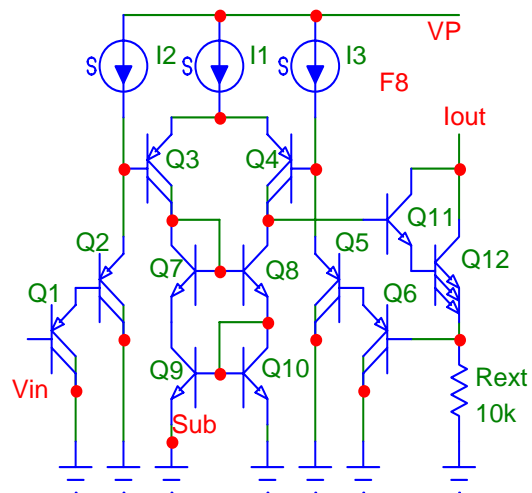 VP
S I2 S I1 S I3
F8
Iout
Q3 Q4
Q11
Q2 Q7 Q8 Q5 Q12
Q1 Q6
Vin Q9 Q10 Rext
Sub 10k